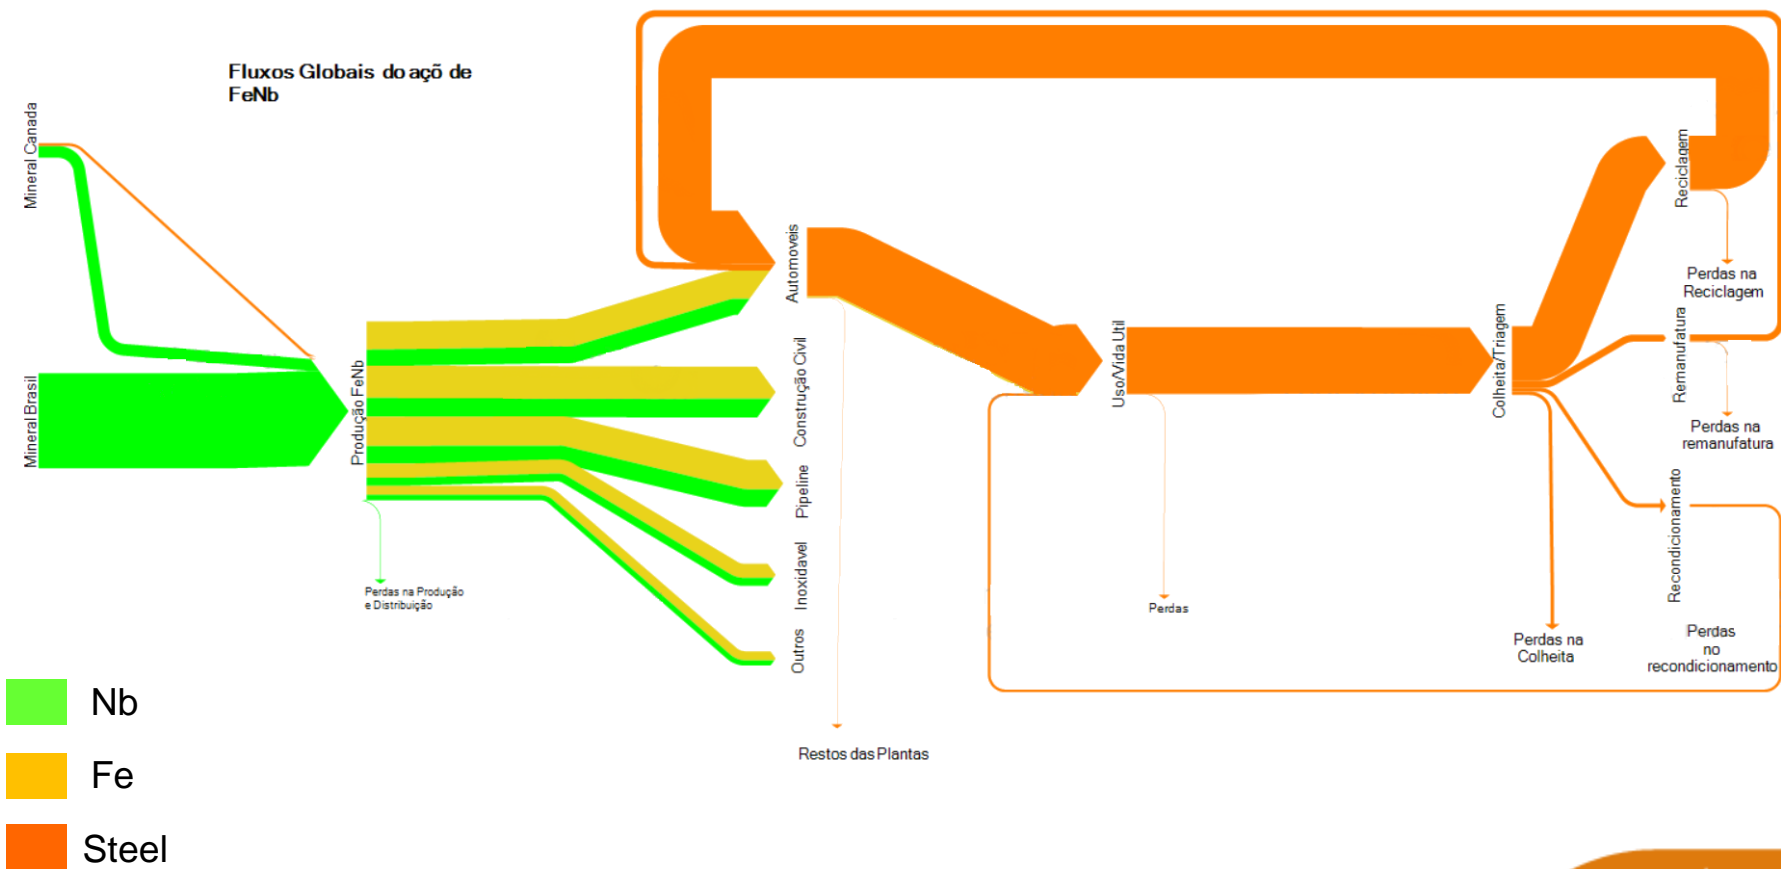 Fluxos Globais do açõ de
FeNb
Mineral Canada
Mineral Brasil
Produção FeNb
Perdas na Produção
e Distribuição
Automoveis
Construção Civil
Pipeline
Inoxidavel
Outros
Restos das Plantas
Uso/Vida Util
Perdas
Colheita/Triagem
Perdas na
Colheita
Reciclagem
Perdas na
Reciclagem
Remanufatura
Perdas na
remanufatura
Recondicionamento
Perdas
no
recondicionamento
Nb
Fe
Steel